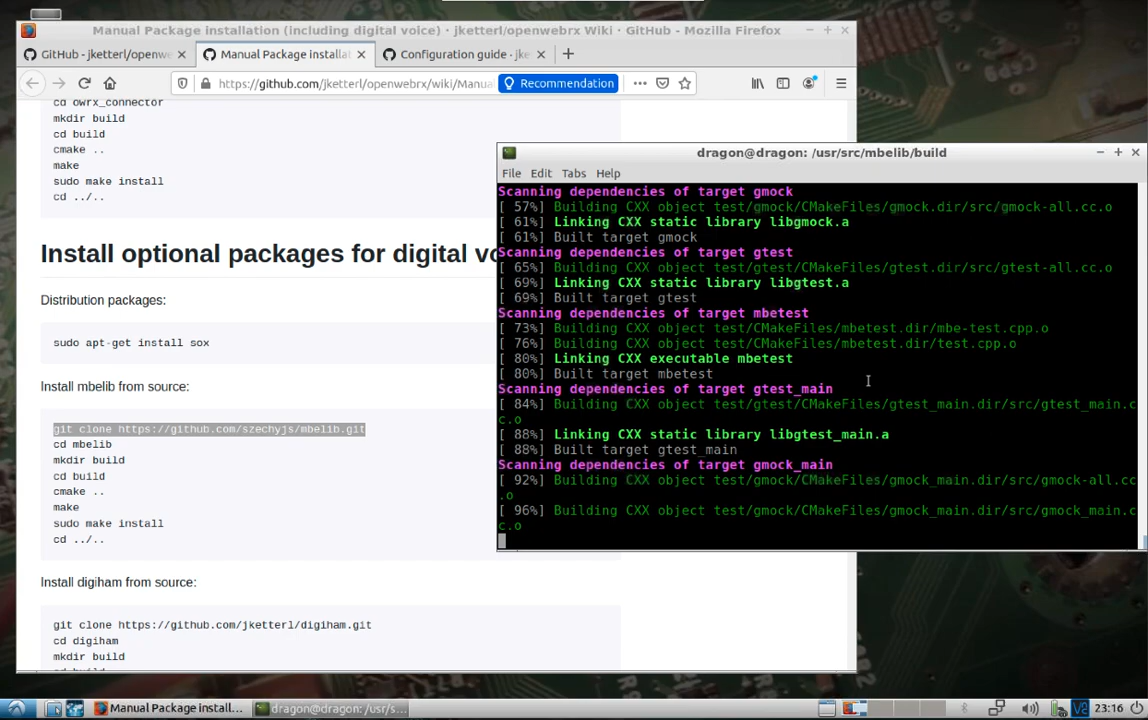 Manual Package installation (including digital voice) · jketterl/openwebrx Wiki · GitHub - Mozilla Firefox
GitHub - jketterl/openwe
Manual Package installa
Configuration guide · jke
https://github.com/jketterl/openwebrx/wiki/Manua
Recommendation
cd owrx_connector
mkdir build
cd build
cmake ..
make
sudo make install
cd ../..
Install optional packages for digital vo
Distribution packages:
sudo apt-get install sox
Install mbelib from source:
git clone https://github.com/szechyjs/mbelib.git
cd mbelib
mkdir build
cd build
cmake ..
make
sudo make install
cd ../..
Install digiham from source:
git clone https://github.com/jketterl/digiham.git
cd digiham
mkdir build
dragon@dragon: /usr/src/mbelib/build
File Edit Tabs Help
Scanning dependencies of target gmock
[ 57%] Building CXX object test/gmock/CMakeFiles/gmock.dir/src/gmock-all.cc.o
[ 61%] Linking CXX static library libgmock.a
[ 61%] Built target gmock
Scanning dependencies of target gtest
[ 65%] Building CXX object test/gtest/CMakeFiles/gtest.dir/src/gtest-all.cc.o
[ 69%] Linking CXX static library libgtest.a
[ 69%] Built target gtest
Scanning dependencies of target mbetest
[ 73%] Building CXX object test/CMakeFiles/mbetest.dir/mbe-test.cpp.o
[ 76%] Building CXX object test/CMakeFiles/mbetest.dir/test.cpp.o
[ 80%] Linking CXX executable mbetest
[ 80%] Built target mbetest
Scanning dependencies of target gtest_main
[ 84%] Building CXX object test/gtest/CMakeFiles/gtest_main.dir/src/gtest_main.c
c.o
[ 88%] Linking CXX static library libgtest_main.a
[ 88%] Built target gtest_main
Scanning dependencies of target gmock_main
[ 92%] Building CXX object test/gmock/CMakeFiles/gmock_main.dir/src/gmock-all.cc
.o
[ 96%] Building CXX object test/gmock/CMakeFiles/gmock_main.dir/src/gmock_main.c
c.o
Manual Package install...
dragon@dragon: /usr/s...
23:16